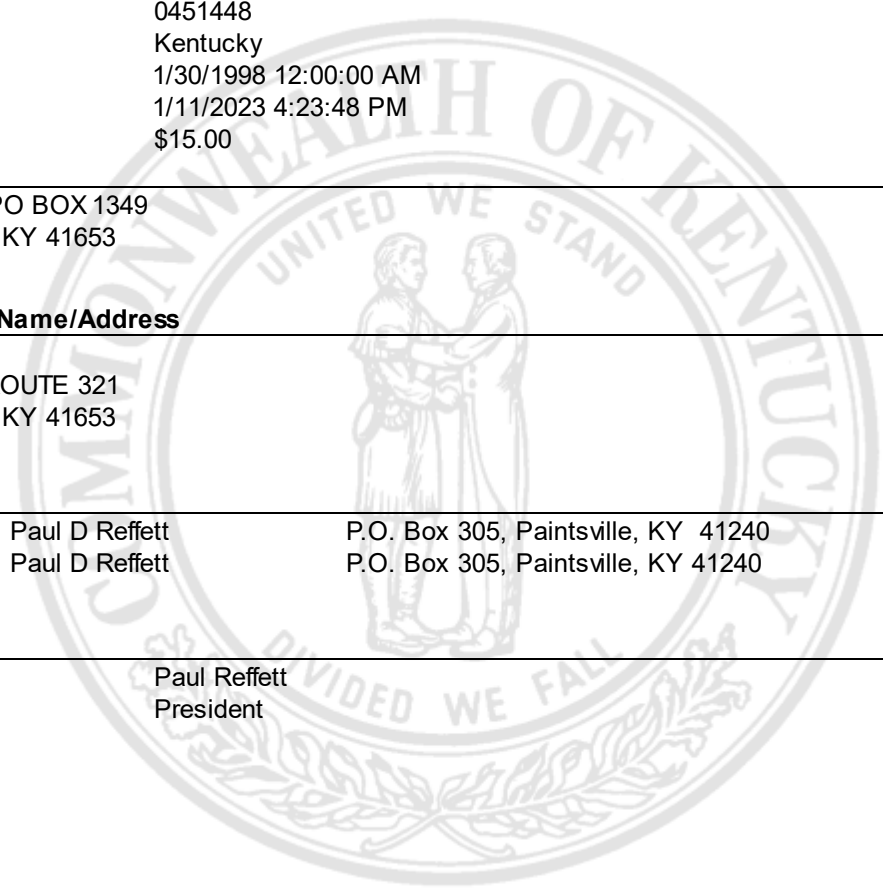 0451448
Kentucky
1/30/1998 12:00:00 AM
1/11/2023 4:23:48 PM
$15.00
PO BOX 1349
KY 41653
Name/Address
OUTE 321
KY 41653
Paul D Reffett P.O. Box 305, Paintsville, KY 41240
Paul D Reffett P.O. Box 305, Paintsville, KY 41240
Paul Reffett
President
COMMONWEALTH OF KENTUCKY
UNITED WE STAND
DIVIDED WE FALL